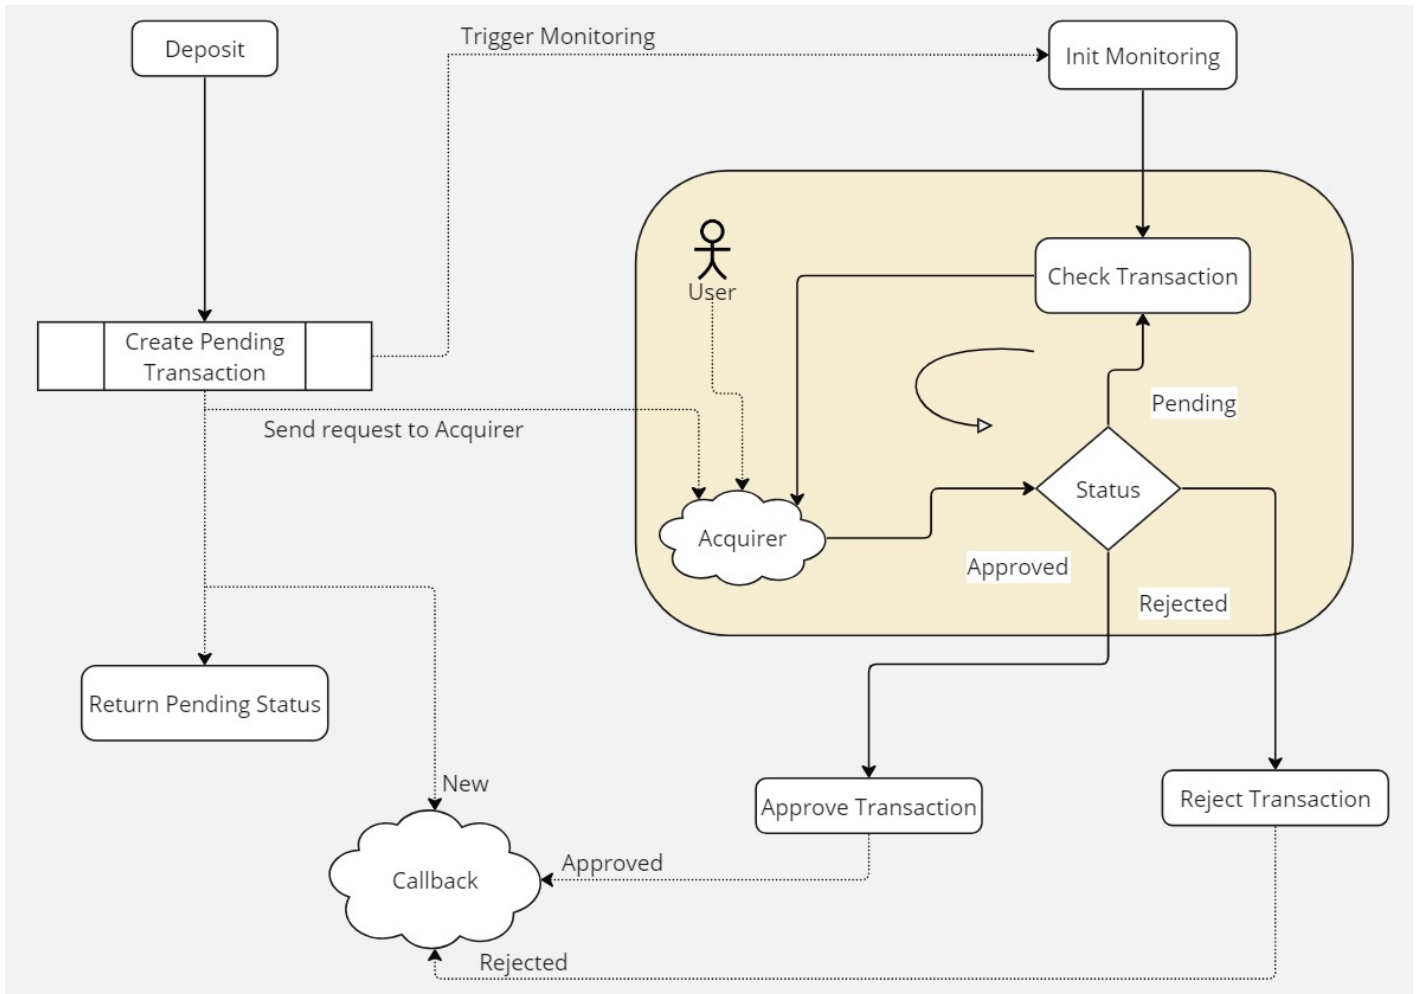 Deposit
Trigger Monitoring
Init Monitoring
User
Check Transaction
Create Pending
Transaction
Send request to Acquirer
Pending
Status
Acquirer
Approved
Rejected
Return Pending Status
New
Approve Transaction
Reject Transaction
Callback
Approved
Rejected